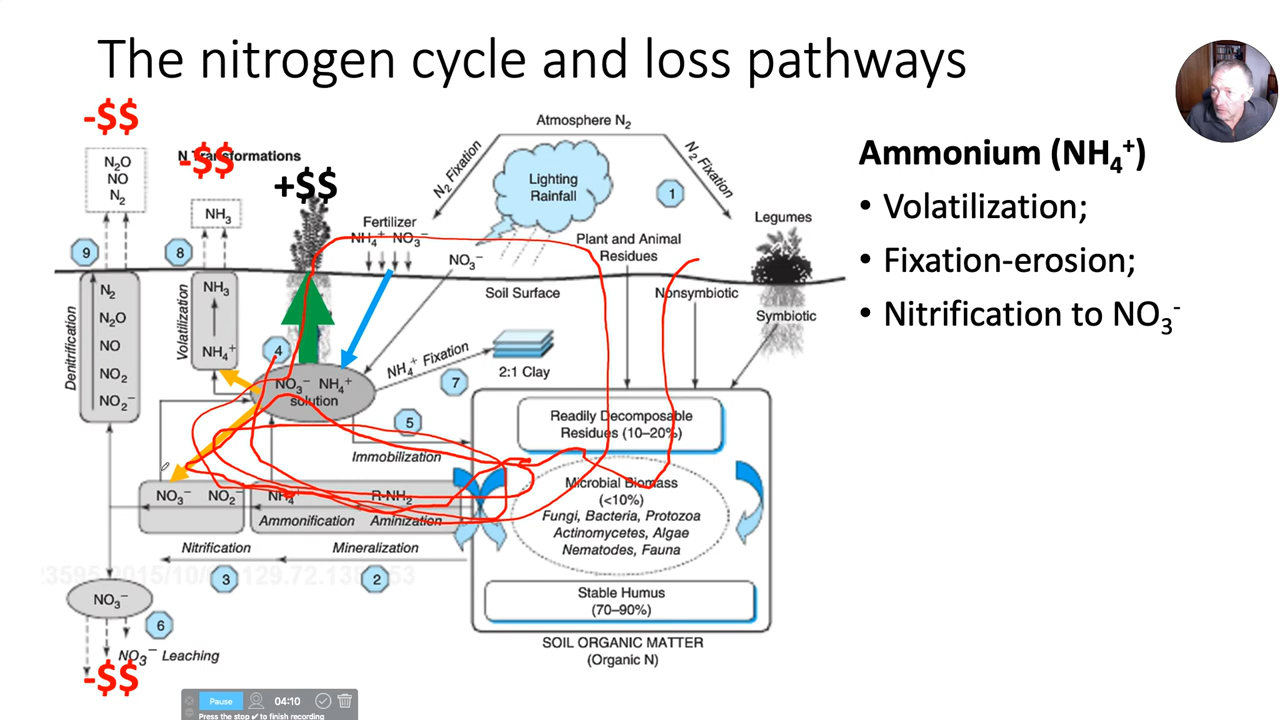 The nitrogen cycle and loss pathways
-$$
-$$
+$$
N Transformations
N₂O
NO
N₂
NH₃
Atmosphere N₂
N₂ Fixation
N₂ Fixation
Lighting
Rainfall
1
Legumes
Fertilizer
NH₄⁺ NO₃⁻
NO₃⁻
Plant and Animal
Residues
9
8
Soil Surface
Nonsymbiotic
Symbiotic
Denitrification
N₂
N₂O
NO
NO₂
NO₂⁻
Volatilization
NH₃
NH₄⁺
4
NO₃⁻ NH₄⁺
solution
NH₄⁺ Fixation
2:1 Clay
7
5
Immobilization
Readily Decomposable
Residues (10–20%)
Microbial Biomass
(<10%)
Fungi, Bacteria, Protozoa
Actinomycetes, Algae
Nematodes, Fauna
Stable Humus
(70–90%)
SOIL ORGANIC MATTER
(Organic N)
NO₃⁻ NO₂⁻ NH₄⁺ R-NH₂
Ammonification Aminization
Nitrification Mineralization
3 2
NO₃⁻
6
NO₃⁻ Leaching
-$$
Ammonium (NH₄⁺)
• Volatilization;
• Fixation-erosion;
• Nitrification to NO₃⁻
Pause
04:10
Press the stop ✔ to finish recording